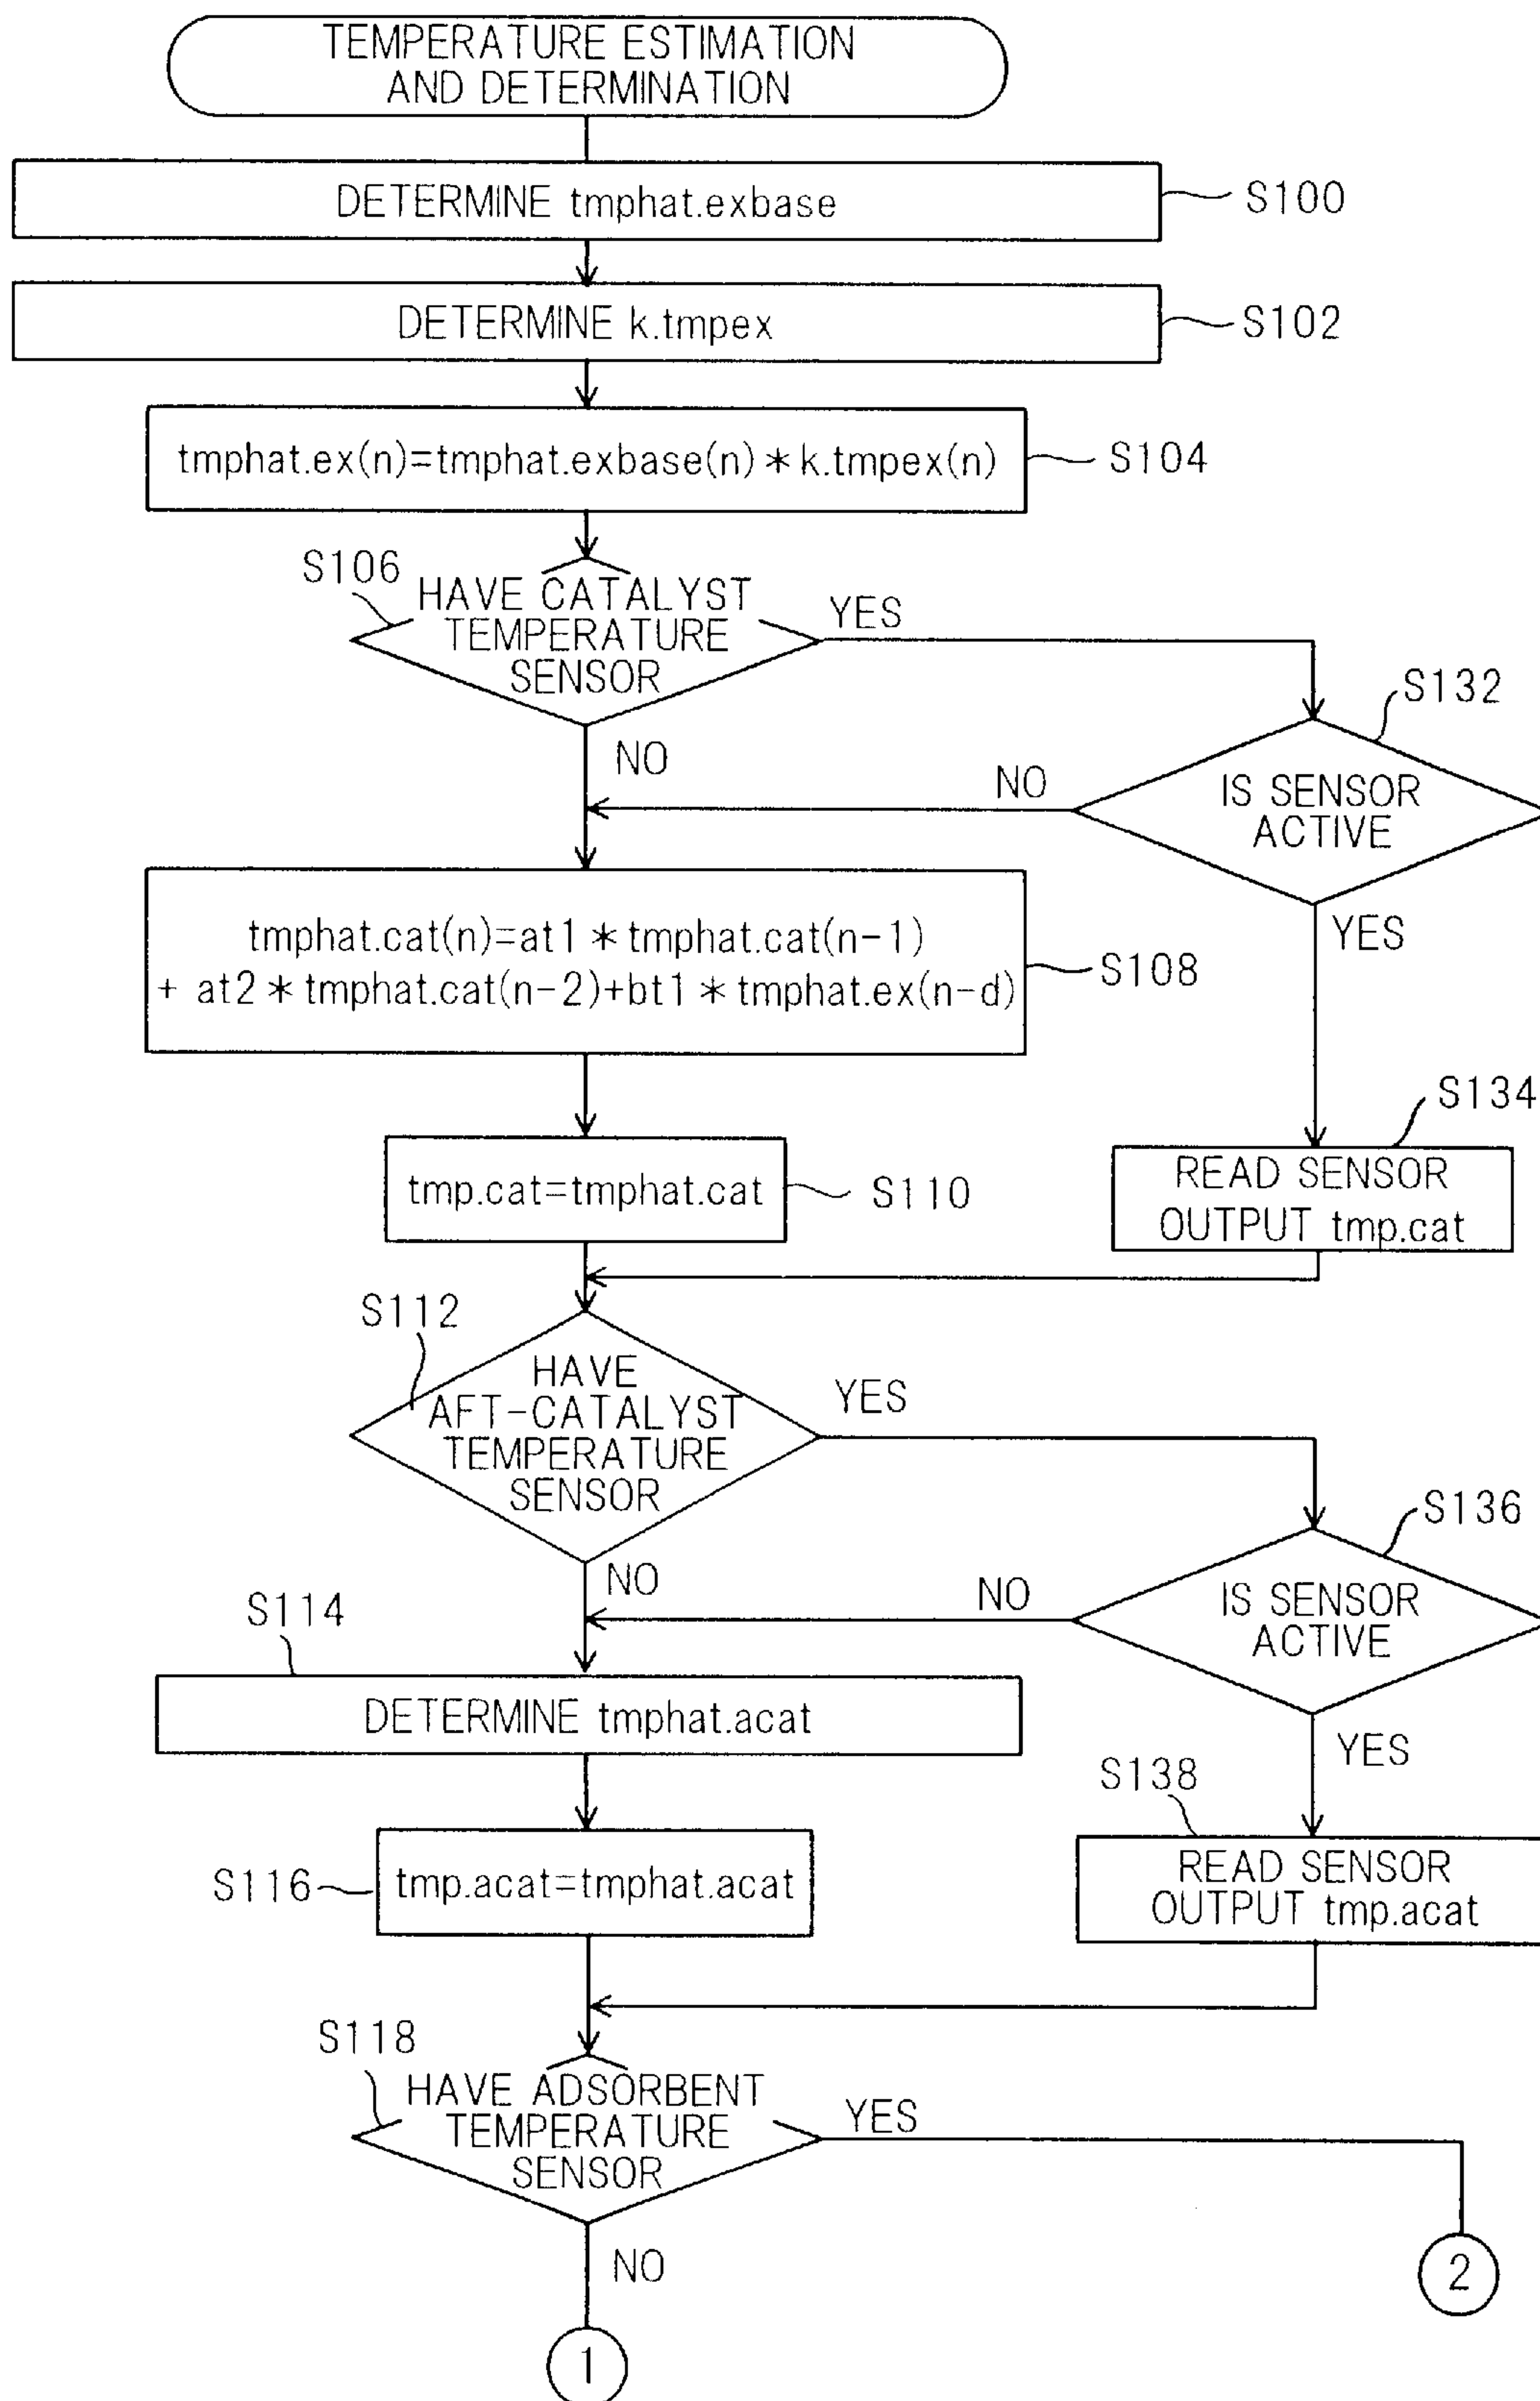 TEMPERATURE ESTIMATION
AND DETERMINATION
DETERMINE tmphat.exbase
S100
DETERMINE k.tmpex
S102
tmphat.ex(n)=tmphat.exbase(n)*k.tmpex(n)
S104
S106
HAVE CATALYST
TEMPERATURE
SENSOR
YES
NO
S132
IS SENSOR
ACTIVE
NO
YES
tmphat.cat(n)=at1*tmphat.cat(n-1)
+ at2*tmphat.cat(n-2)+bt1*tmphat.ex(n-d)
S108
S134
READ SENSOR
OUTPUT tmp.cat
tmp.cat=tmphat.cat
S110
S112
HAVE
AFT-CATALYST
TEMPERATURE
SENSOR
YES
NO
S136
IS SENSOR
ACTIVE
NO
YES
S114
DETERMINE tmphat.acat
S138
READ SENSOR
OUTPUT tmp.acat
S116
tmp.acat=tmphat.acat
S118
HAVE ADSORBENT
TEMPERATURE
SENSOR
YES
NO
2
1